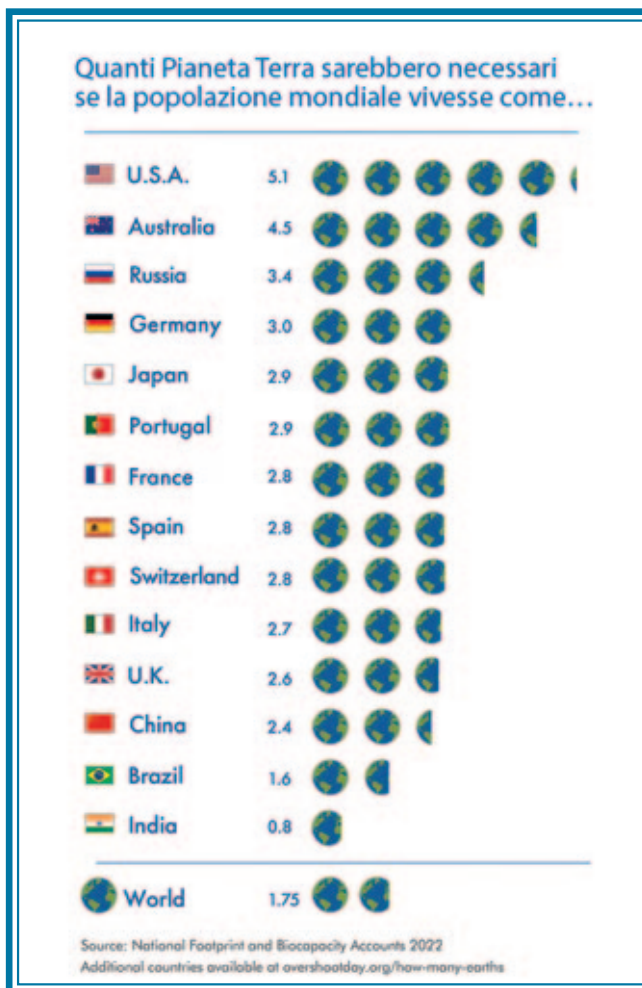 Quanti Pianeta Terra sarebbero necessari
se la popolazione mondiale vivesse come...
U.S.A. 5.1
Australia 4.5
Russia 3.4
Germany 3.0
Japan 2.9
Portugal 2.9
France 2.8
Spain 2.8
Switzerland 2.8
Italy 2.7
U.K. 2.6
China 2.4
Brazil 1.6
India 0.8
World 1.75
Source: National Footprint and Biocapacity Accounts 2022
Additional countries available at overshootday.org/how-many-earths